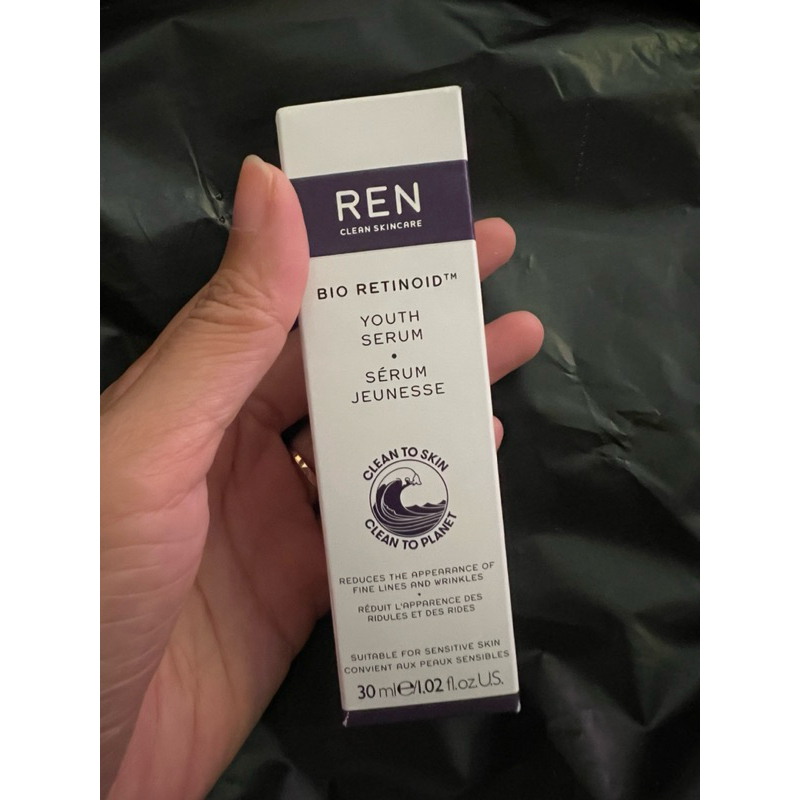 REN
CLEAN SKINCARE
BIO RETINOID™
YOUTH
SERUM
•
SÉRUM
JEUNESSE
CLEAN TO SKIN
CLEAN TO PLANET
REDUCES THE APPEARANCE OF
FINE LINES AND WRINKLES
•
RÉDUIT L'APPARENCE DES
RIDULES ET DES RIDES
SUITABLE FOR SENSITIVE SKIN
CONVIENT AUX PEAUX SENSIBLES
30 ml℮/1.02 fl.oz.U.S.